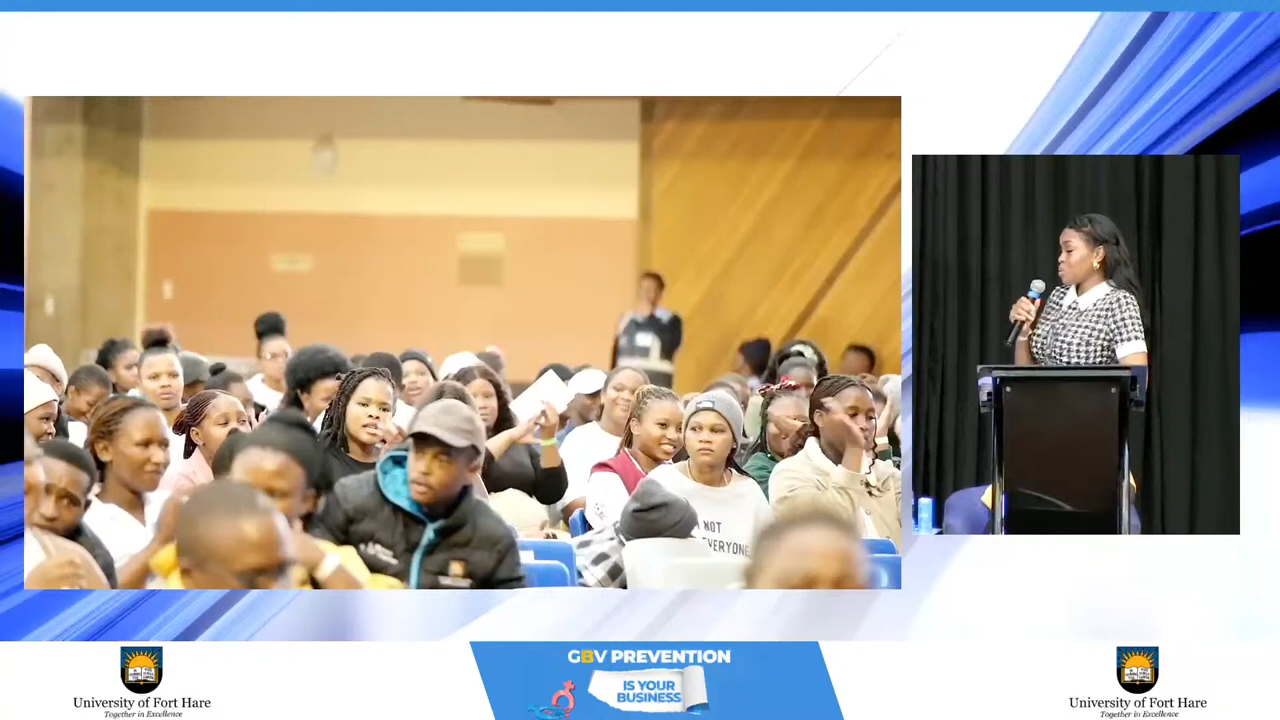 NOT
EVERYONE
University of Fort Hare
Together in Excellence
GBV PREVENTION
IS YOUR
BUSINESS
University of Fort Hare
Together in Excellence